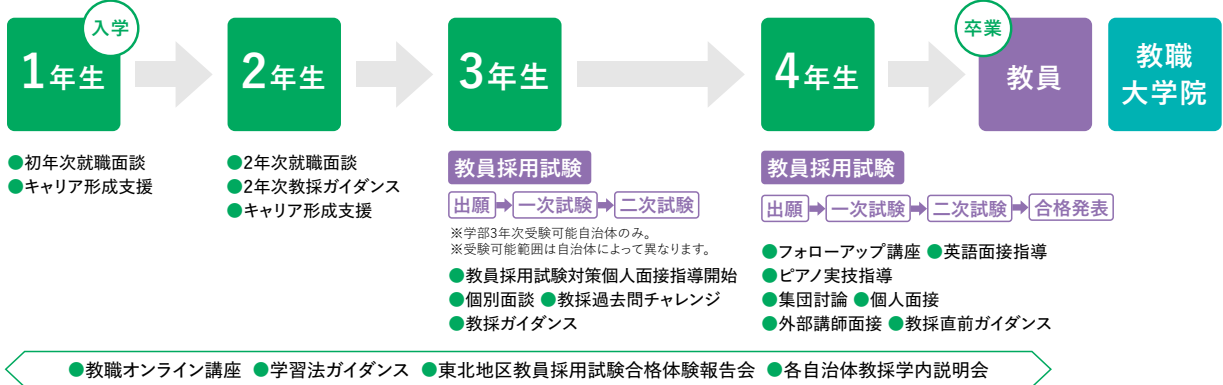 入学
1年生
2年生
3年生
4年生
卒業
教員
教職
大学院
●初年次就職面談
●キャリア形成支援
●2年次就職面談
●2年次教採ガイダンス
●キャリア形成支援
教員採用試験
出願 一次試験 二次試験
※学部3年次受験可能自治体のみ。
※受験可能範囲は自治体によって異なります。
●教員採用試験対策個人面接指導開始
●個別面談 ●教採過去問チャレンジ
●教採ガイダンス
教員採用試験
出願 一次試験 二次試験 合格発表
●フォローアップ講座 ●英語面接指導
●ピアノ実技指導
●集団討論 ●個人面接
●外部講師面接 ●教採直前ガイダンス
●教職オンライン講座 ●学習法ガイダンス ●東北地区教員採用試験合格体験報告会 ●各自治体教採学内説明会